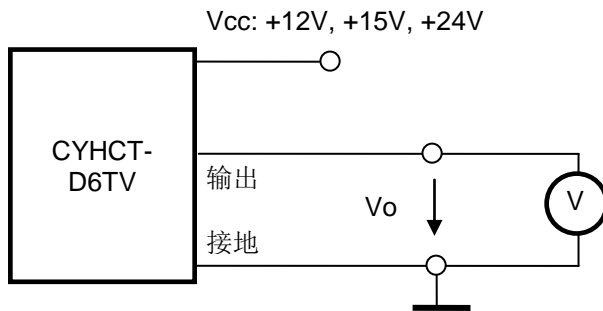 Vcc: +12V, +15V, +24V
CYHCT-
D6TV
输出
Vo
V
接地